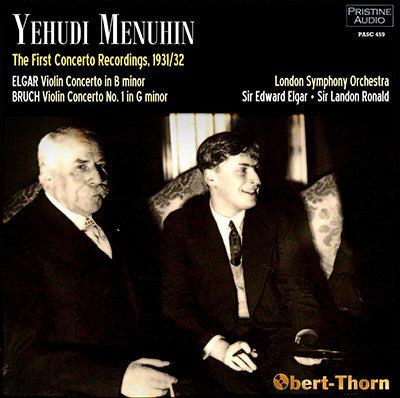 PRISTINE
AUDIO
PASC 459
YEHUDI MENUHIN
The First Concerto Recordings, 1931/32
ELGAR Violin Concerto in B minor
BRUCH Violin Concerto No. 1 in G minor
London Symphony Orchestra
Sir Edward Elgar • Sir Landon Ronald
Obert-Thorn